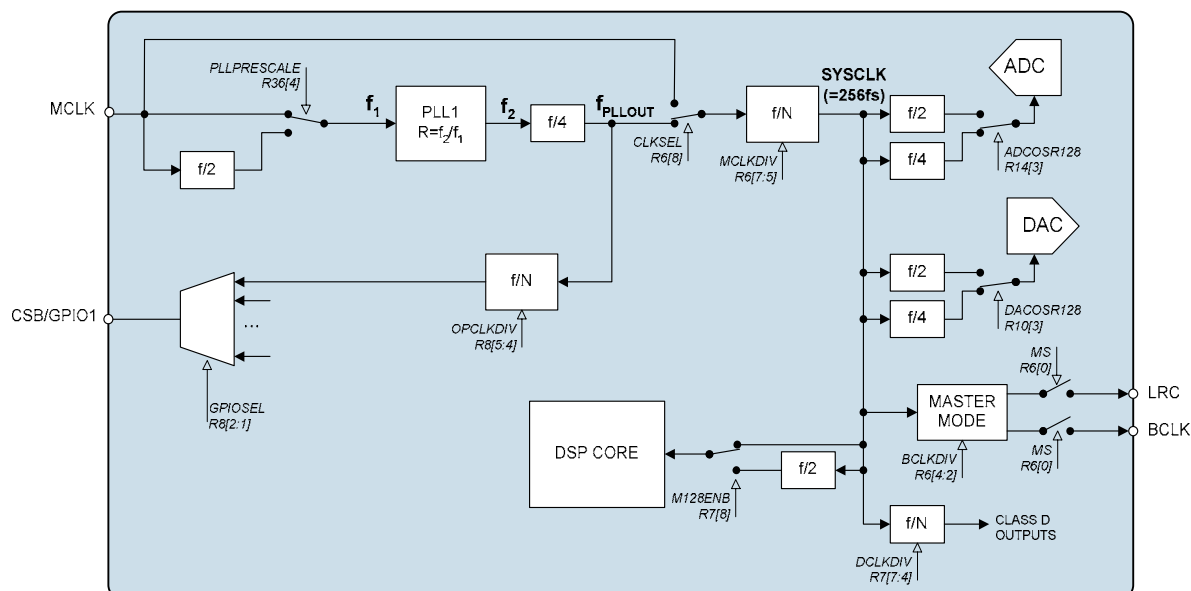 PLLPRESCALE
R36[4]
MCLK
f1
PLL1
R=f2/f1
f2
f/4
fPLLOUT
f/2
CLKSEL
R6[8]
f/N
MCLKDIV
R6[7:5]
SYSCLK
(=256fs)
f/2
f/4
ADC
ADCOSR128
R14[3]
DAC
f/2
f/4
DACOSR128
R10[3]
f/N
OPCLKDIV
R8[5:4]
CSB/GPIO1
...
GPIOSEL
R8[2:1]
MS
R6[0]
LRC
MASTER
MODE
BCLK
MS
R6[0]
BCLKDIV
R6[4:2]
DSP CORE
f/2
M128ENB
R7[8]
f/N
CLASS D
OUTPUTS
DCLKDIV
R7[7:4]